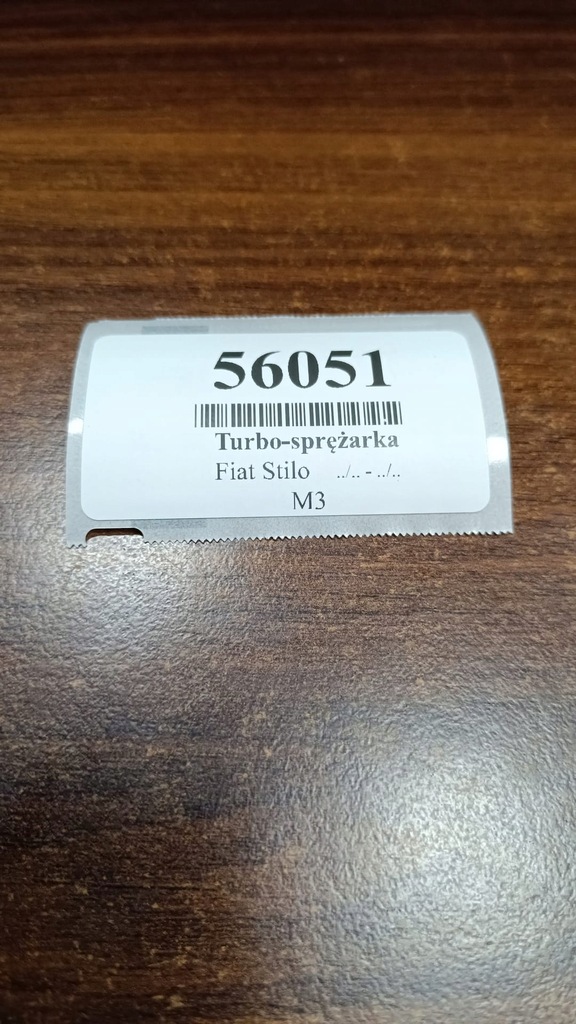 56051
Turbo-sprężarka
Fiat Stilo ../.. - ../..
M3